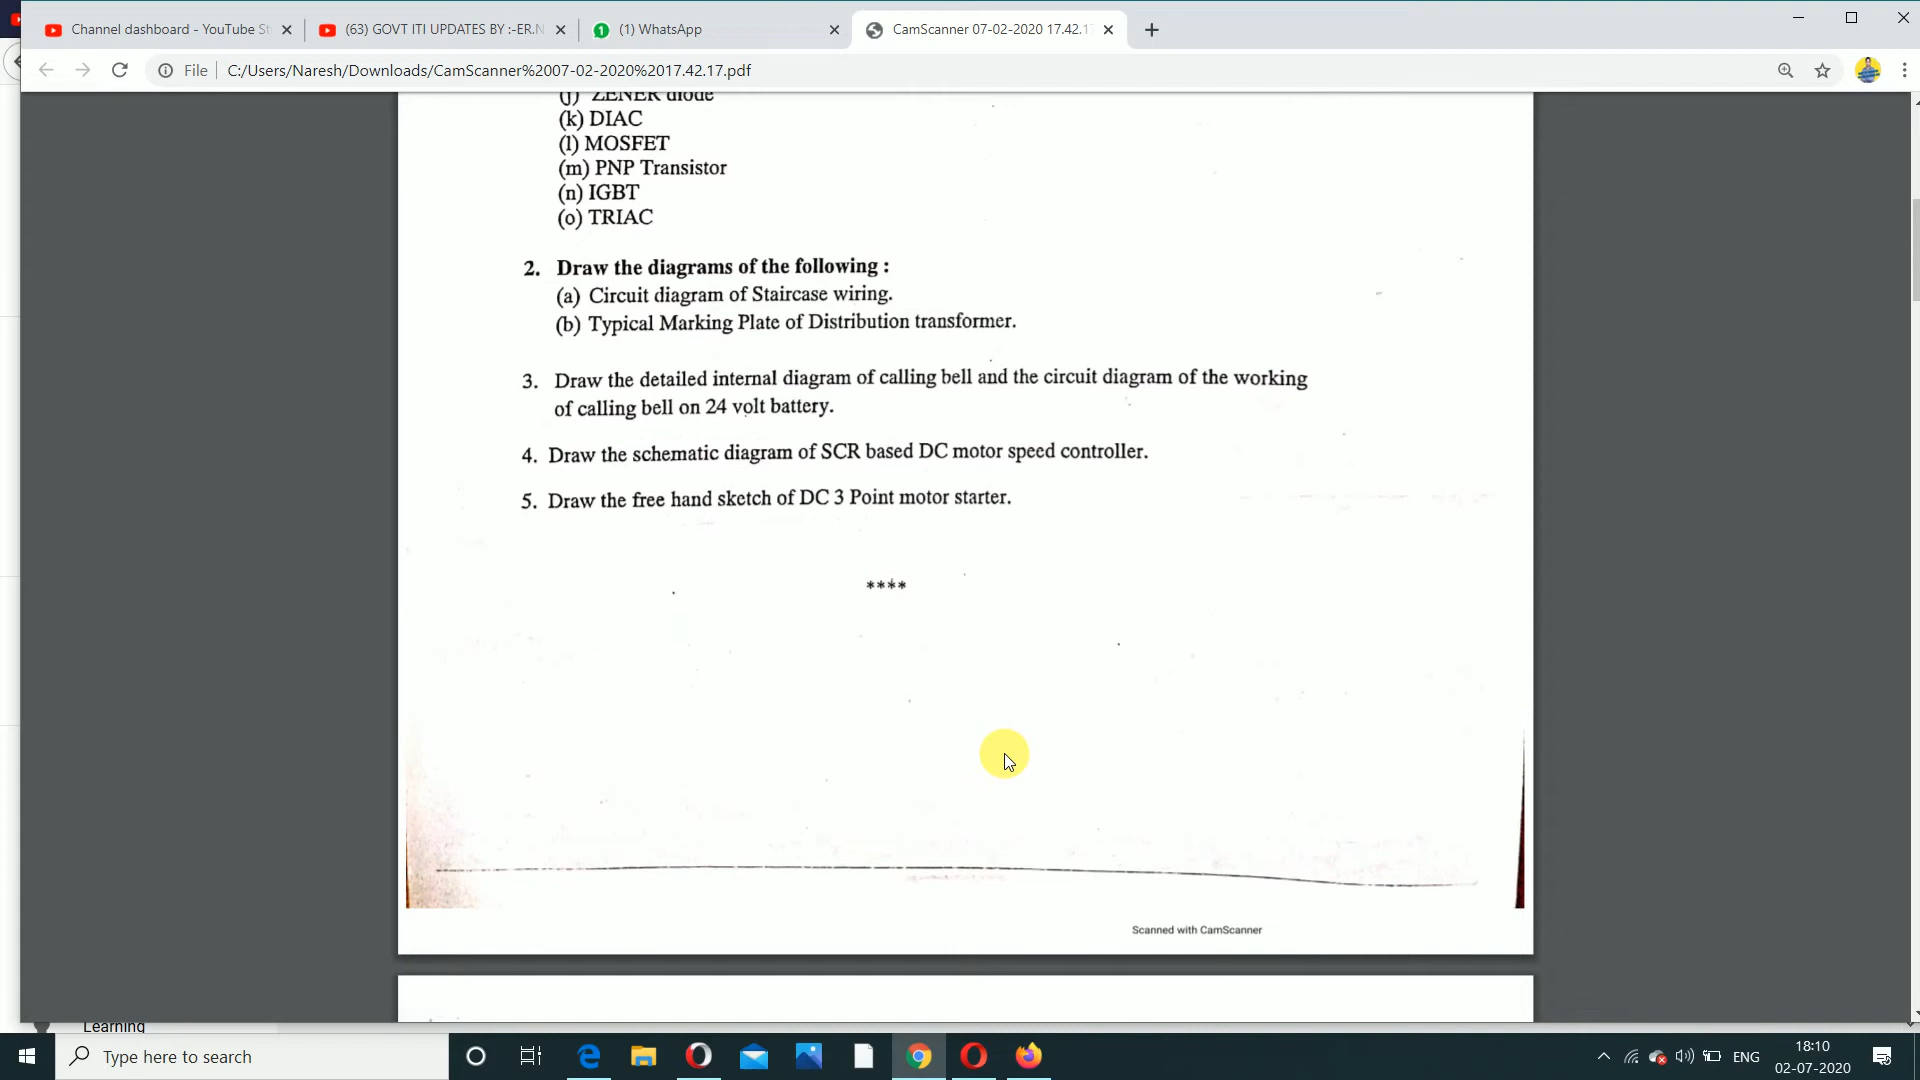 Channel dashboard - YouTube St
(63) GOVT ITI UPDATES BY :-ER.N
(1) WhatsApp
CamScanner 07-02-2020 17.42.17
File
C:/Users/Naresh/Downloads/CamScanner%2007-02-2020%2017.42.17.pdf
(j) ZENER diode
(k) DIAC
(l) MOSFET
(m) PNP Transistor
(n) IGBT
(o) TRIAC
2. Draw the diagrams of the following :
(a) Circuit diagram of Staircase wiring.
(b) Typical Marking Plate of Distribution transformer.
3. Draw the detailed internal diagram of calling bell and the circuit diagram of the working
of calling bell on 24 volt battery.
4. Draw the schematic diagram of SCR based DC motor speed controller.
5. Draw the free hand sketch of DC 3 Point motor starter.
****
Scanned with CamScanner
Learning
Type here to search
ENG
18:10
02-07-2020